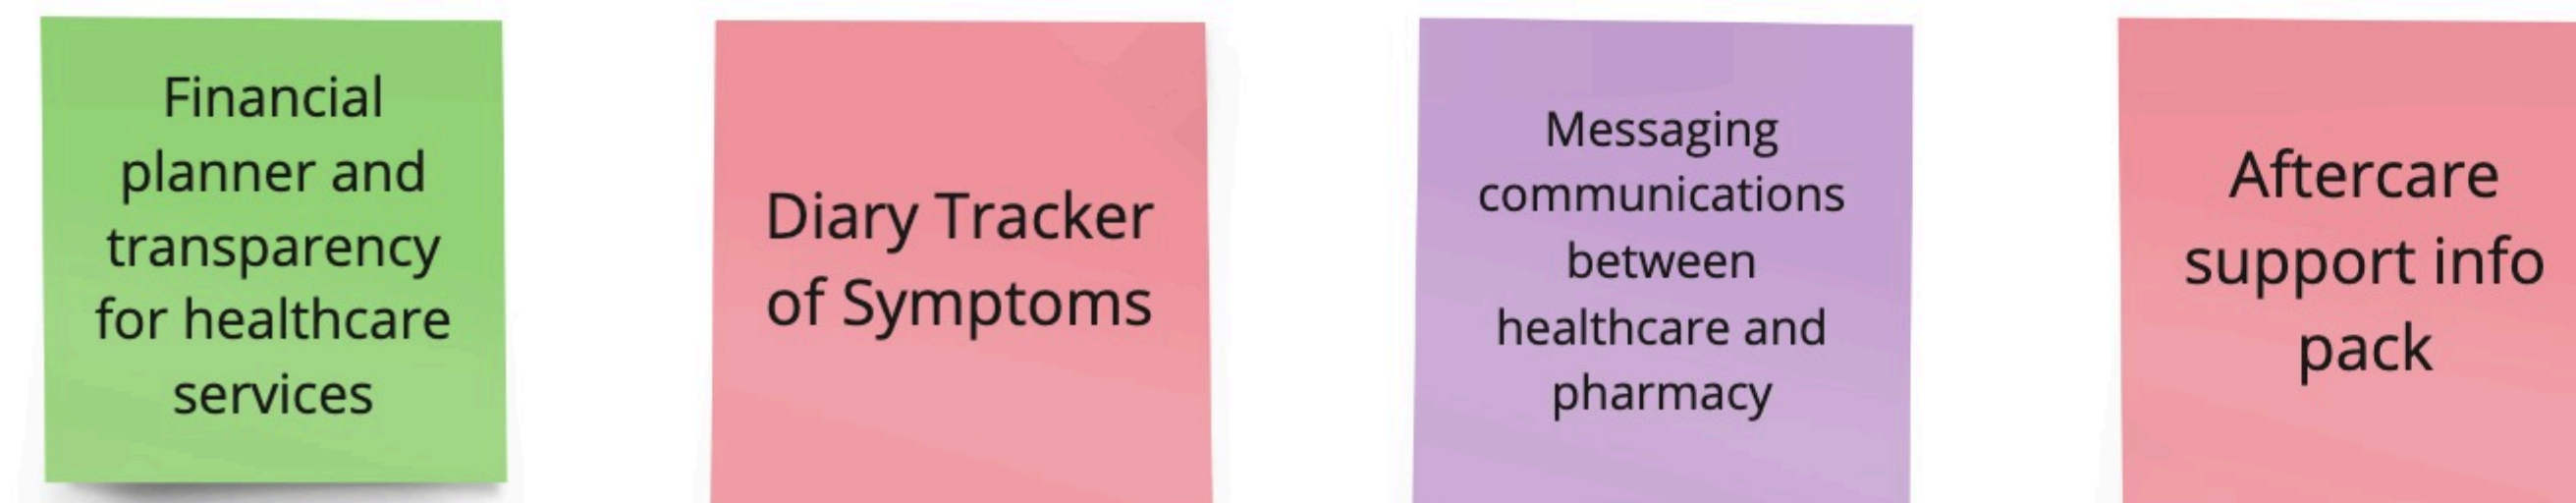 Financial
planner and
transparency
for healthcare
services
Diary Tracker
of Symptoms
Messaging
communications
between
healthcare and
pharmacy
Aftercare
support info
pack